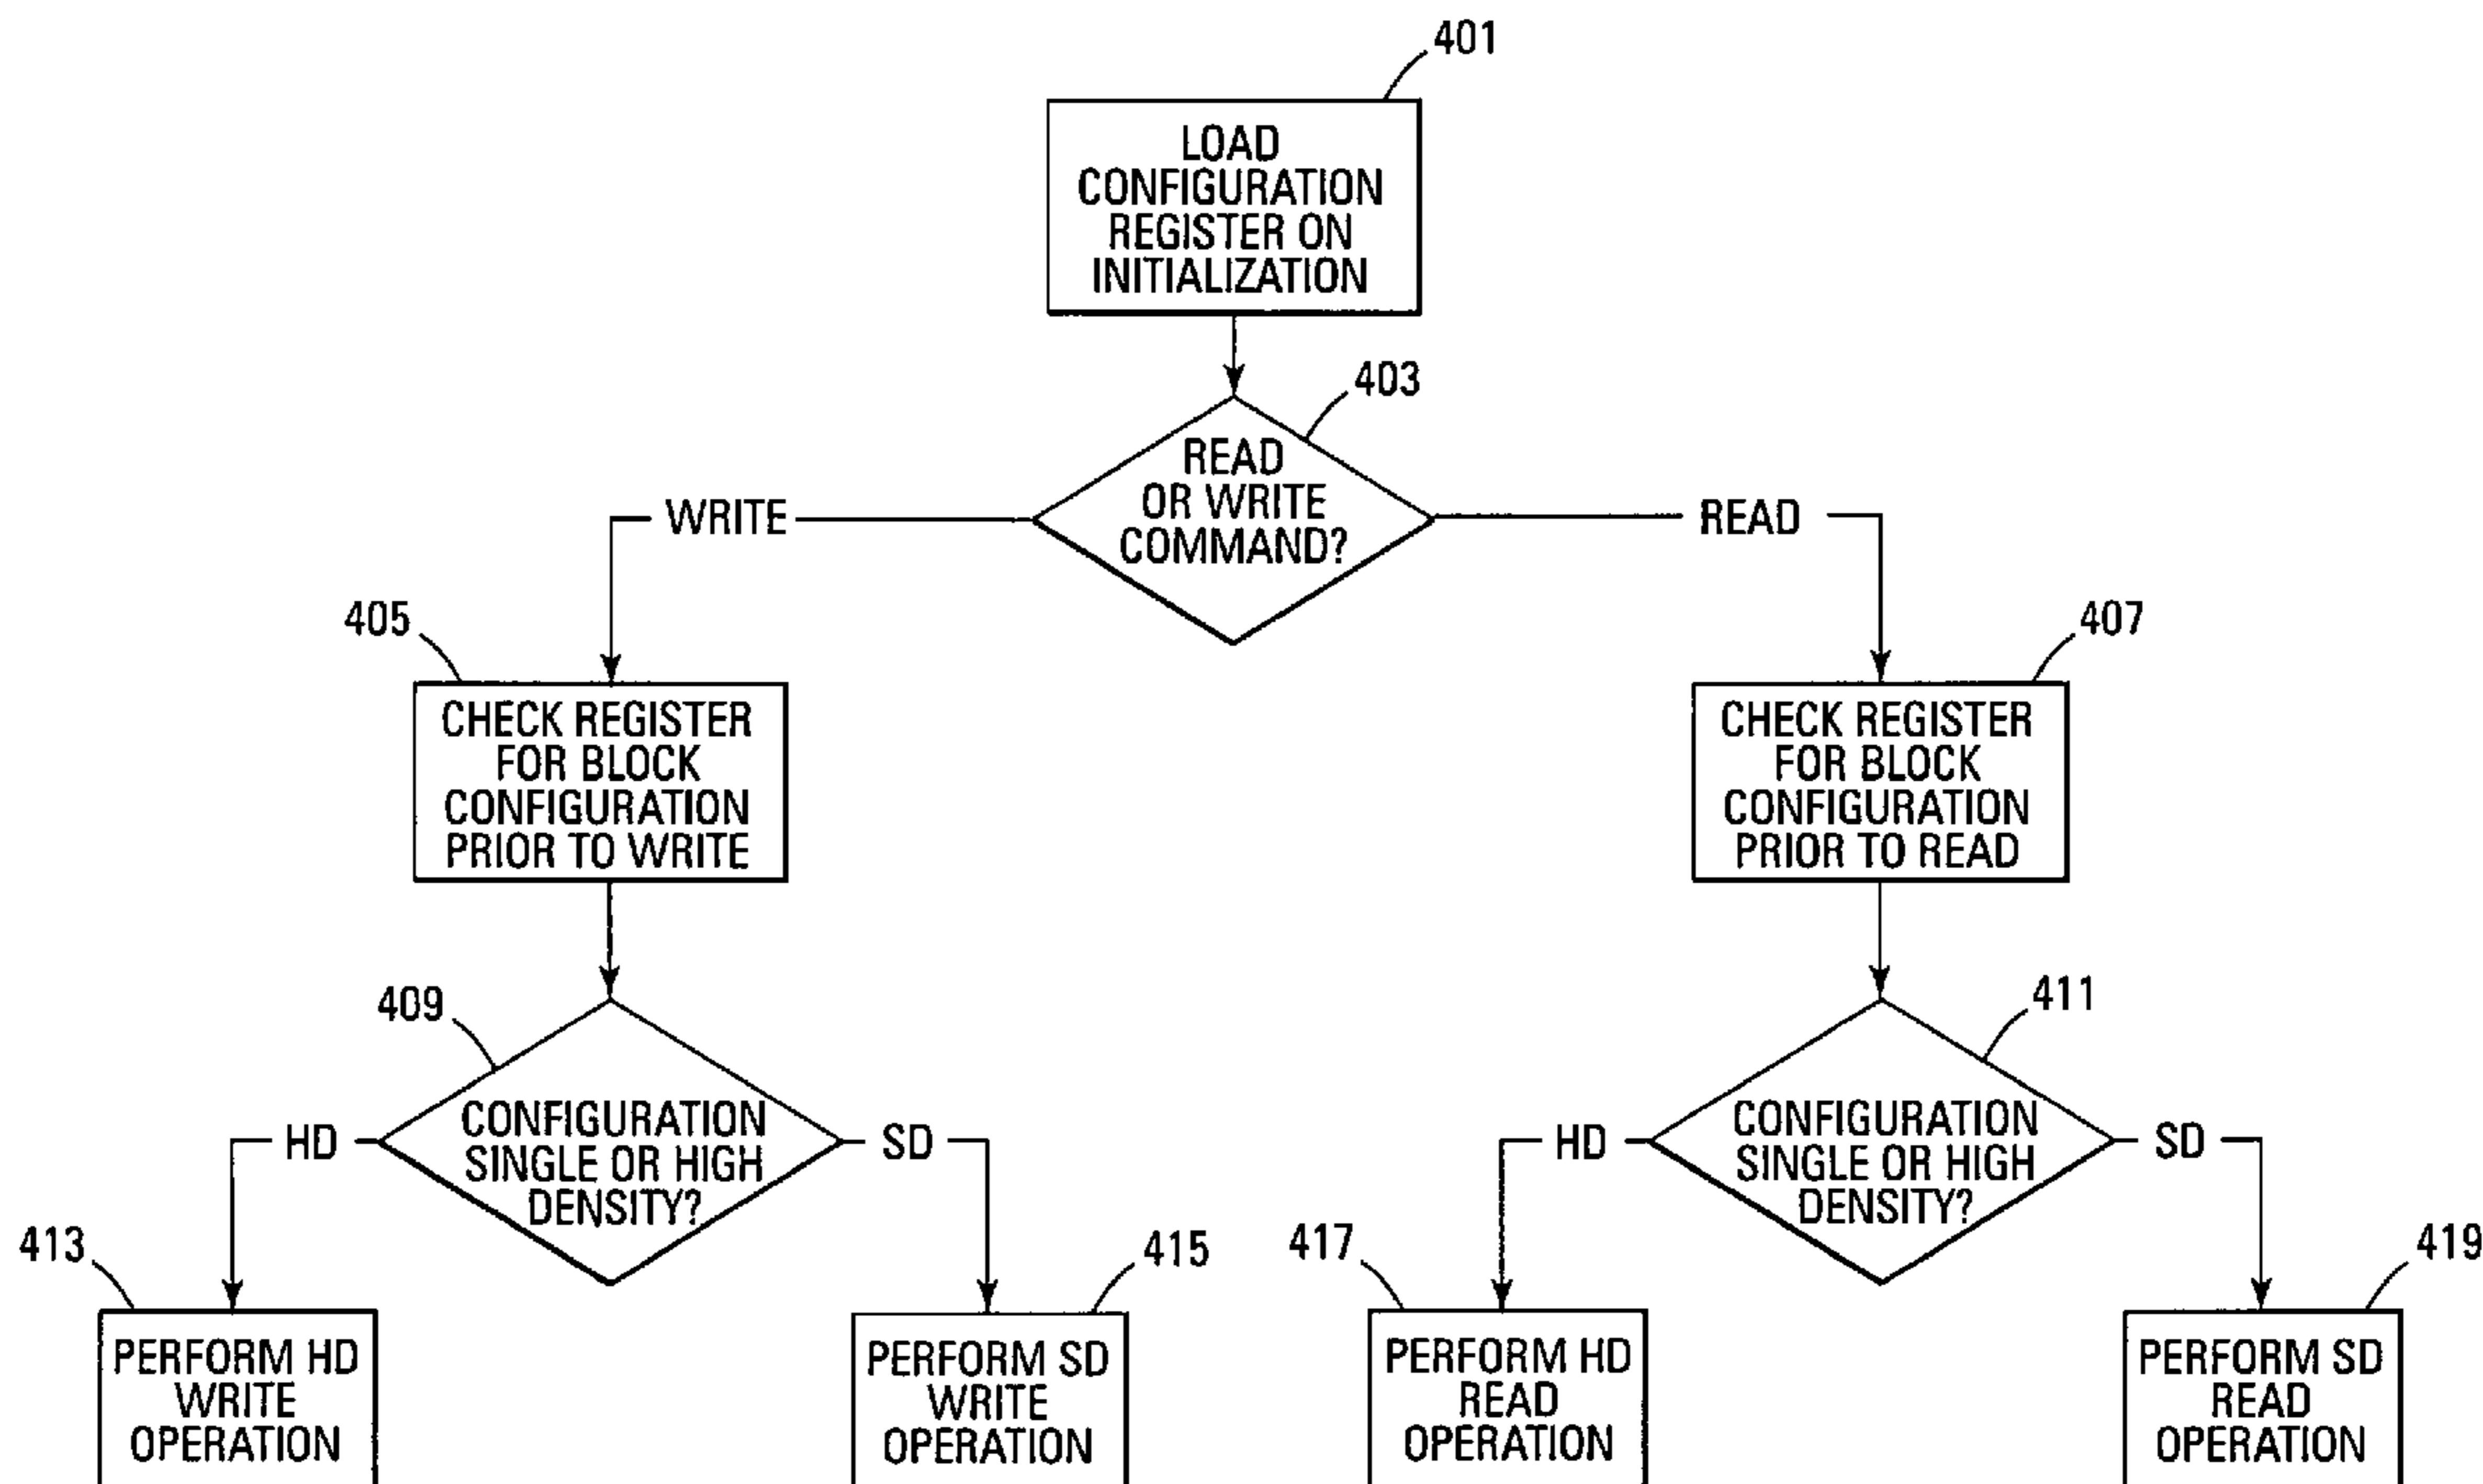 401
LOAD
CONFIGURATION
REGISTER ON
INITIALIZATION
403
READ
OR WRITE
COMMAND?
WRITE
READ
405
CHECK REGISTER
FOR BLOCK
CONFIGURATION
PRIOR TO WRITE
407
CHECK REGISTER
FOR BLOCK
CONFIGURATION
PRIOR TO READ
409
CONFIGURATION
SINGLE OR HIGH
DENSITY?
HD
SD
411
CONFIGURATION
SINGLE OR HIGH
DENSITY?
HD
SD
413
PERFORM HD
WRITE
OPERATION
415
PERFORM SD
WRITE
OPERATION
417
PERFORM HD
READ
OPERATION
419
PERFORM SD
READ
OPERATION